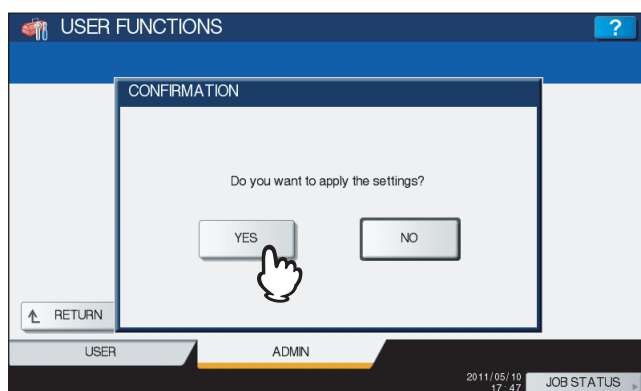 USER FUNCTIONS
?
CONFIRMATION
Do you want to apply the settings?
YES
NO
RETURN
USER
ADMIN
2011/05/10
17:47
JOB STATUS